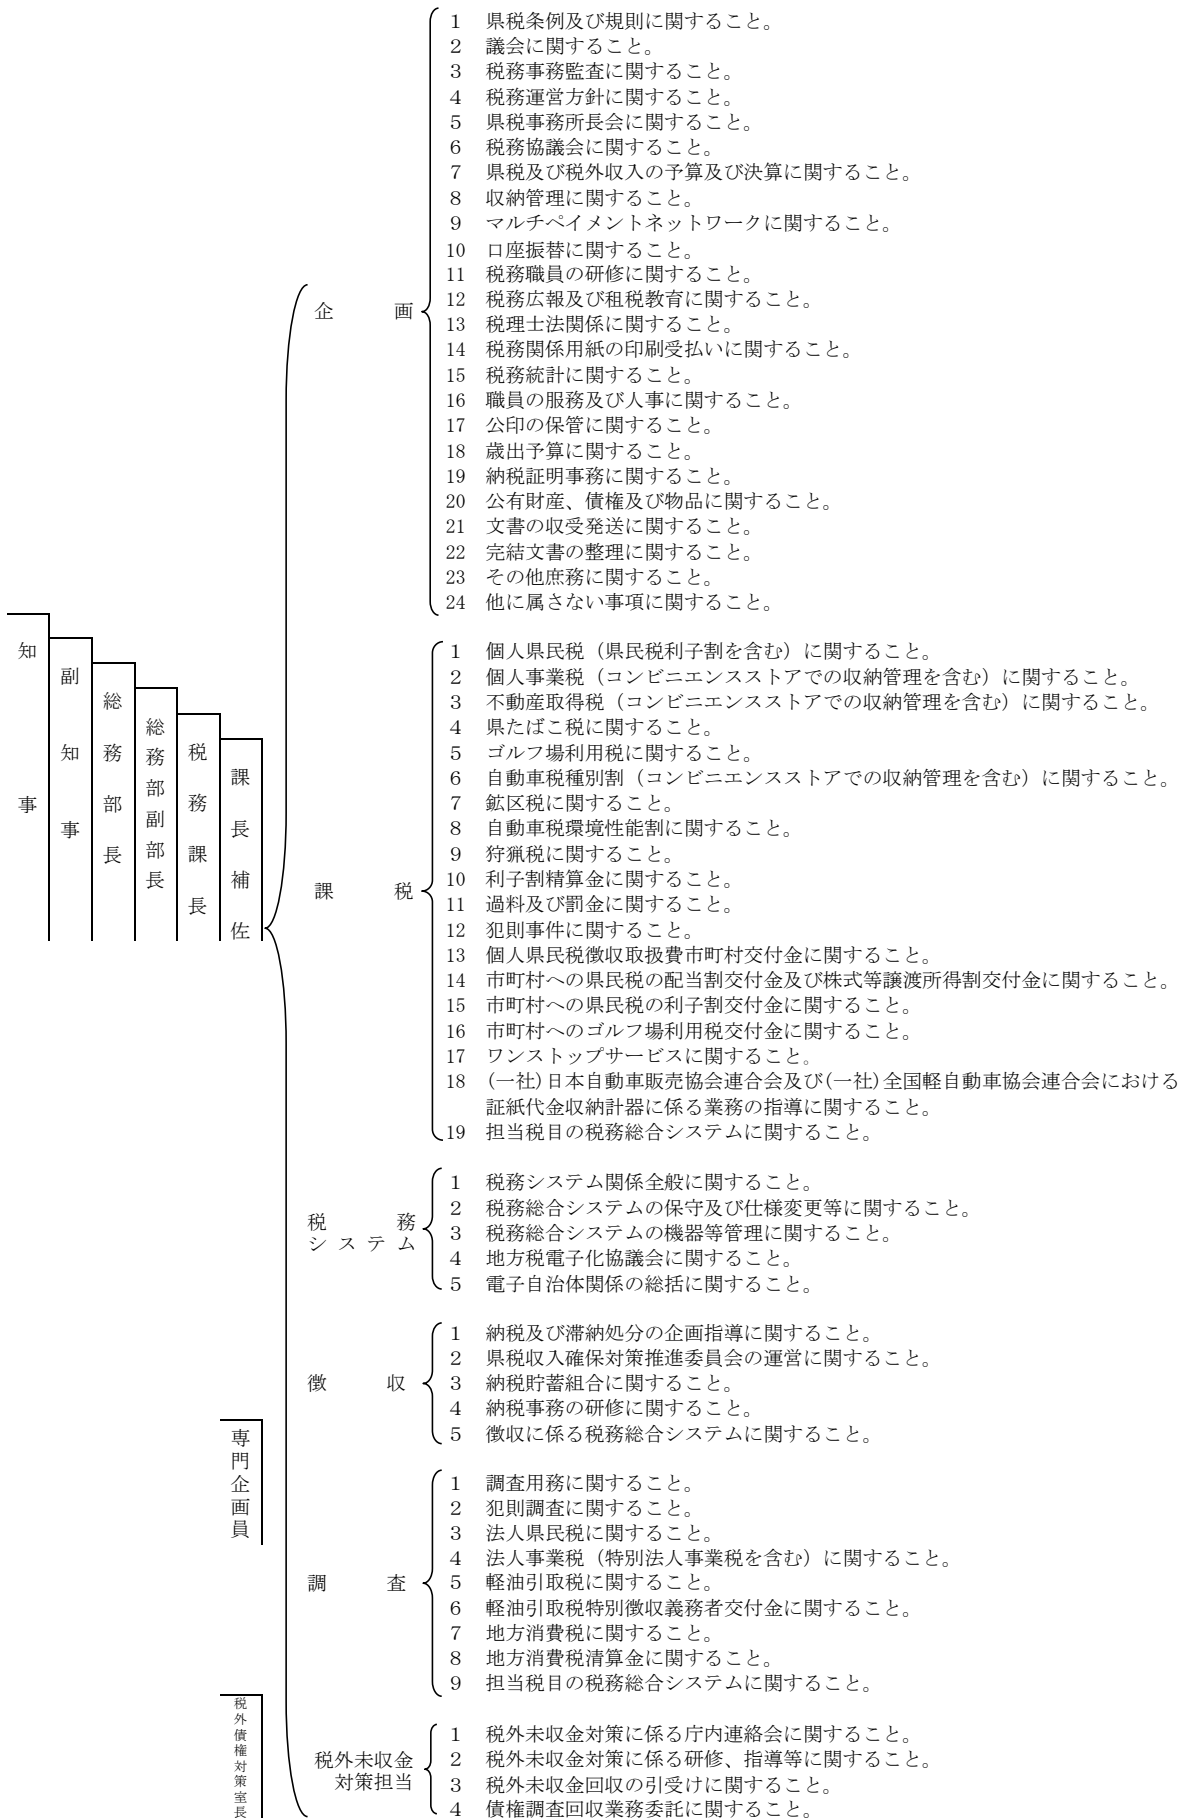 知事
副知事
総務部長
総務部副部長
税務課長
課長補佐
専門企画員
税外債権対策室長
企画
1 県税条例及び規則に関すること。
2 議会に関すること。
3 税務事務監査に関すること。
4 税務運営方針に関すること。
5 県税事務所長会に関すること。
6 税務協議会に関すること。
7 県税及び税外収入の予算及び決算に関すること。
8 収納管理に関すること。
9 マルチペイメントネットワークに関すること。
10 口座振替に関すること。
11 税務職員の研修に関すること。
12 税務広報及び租税教育に関すること。
13 税理士法関係に関すること。
14 税務関係用紙の印刷受払いに関すること。
15 税務統計に関すること。
16 職員の服務及び人事に関すること。
17 公印の保管に関すること。
18 歳出予算に関すること。
19 納税証明事務に関すること。
20 公有財産、債権及び物品に関すること。
21 文書の収受発送に関すること。
22 完結文書の整理に関すること。
23 その他庶務に関すること。
24 他に属さない事項に関すること。
課税
1 個人県民税（県民税利子割を含む）に関すること。
2 個人事業税（コンビニエンスストアでの収納管理を含む）に関すること。
3 不動産取得税（コンビニエンスストアでの収納管理を含む）に関すること。
4 県たばこ税に関すること。
5 ゴルフ場利用税に関すること。
6 自動車税種別割（コンビニエンスストアでの収納管理を含む）に関すること。
7 鉱区税に関すること。
8 自動車税環境性能割に関すること。
9 狩猟税に関すること。
10 利子割精算金に関すること。
11 過料及び罰金に関すること。
12 犯則事件に関すること。
13 個人県民税徴収取扱費市町村交付金に関すること。
14 市町村への県民税の配当割交付金及び株式等譲渡所得割交付金に関すること。
15 市町村への県民税の利子割交付金に関すること。
16 市町村へのゴルフ場利用税交付金に関すること。
17 ワンストップサービスに関すること。
18 (一社)日本自動車販売協会連合会及び(一社)全国軽自動車協会連合会における
証紙代金収納計器に係る業務の指導に関すること。
19 担当税目の税務総合システムに関すること。
税務
システム
1 税務システム関係全般に関すること。
2 税務総合システムの保守及び仕様変更等に関すること。
3 税務総合システムの機器等管理に関すること。
4 地方税電子化協議会に関すること。
5 電子自治体関係の総括に関すること。
徴収
1 納税及び滞納処分の企画指導に関すること。
2 県税収入確保対策推進委員会の運営に関すること。
3 納税貯蓄組合に関すること。
4 納税事務の研修に関すること。
5 徴収に係る税務総合システムに関すること。
調査
1 調査用務に関すること。
2 犯則調査に関すること。
3 法人県民税に関すること。
4 法人事業税（特別法人事業税を含む）に関すること。
5 軽油引取税に関すること。
6 軽油引取税特別徴収義務者交付金に関すること。
7 地方消費税に関すること。
8 地方消費税清算金に関すること。
9 担当税目の税務総合システムに関すること。
税外未収金
対策担当
1 税外未収金対策に係る庁内連絡会に関すること。
2 税外未収金対策に係る研修、指導等に関すること。
3 税外未収金回収の引受けに関すること。
4 債権調査回収業務委託に関すること。